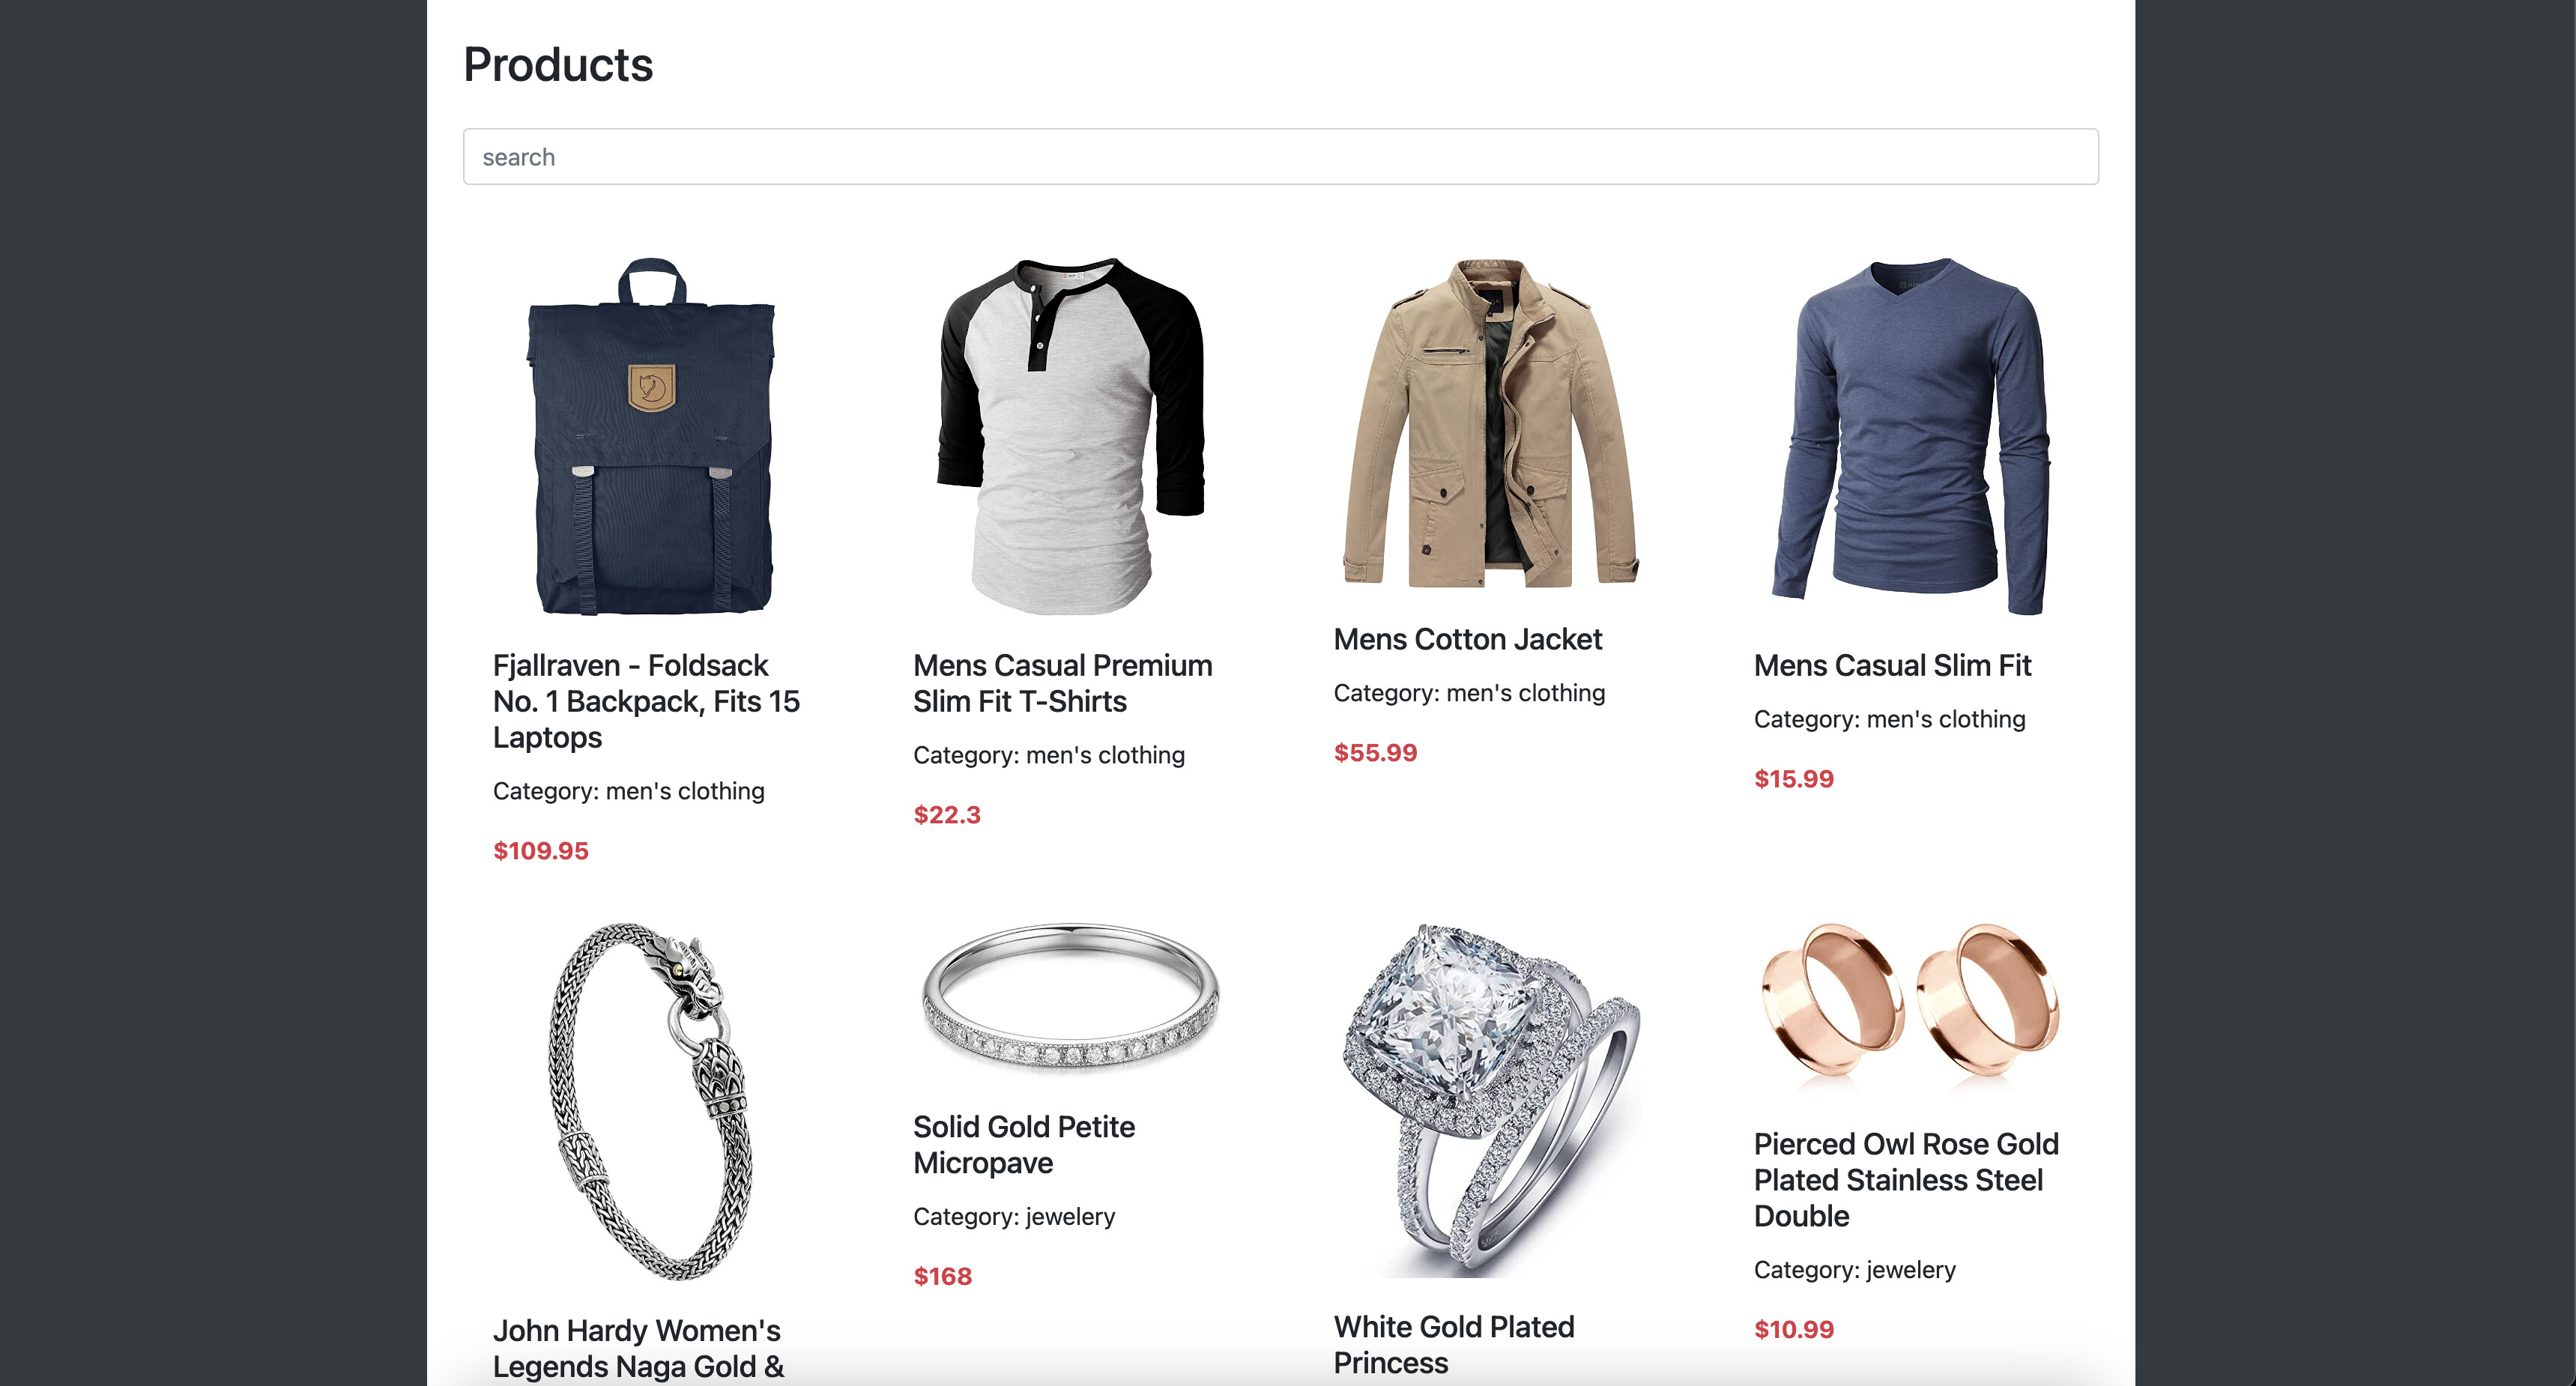 Products
search
Fjallraven - Foldsack
No. 1 Backpack, Fits 15
Laptops
Category: men's clothing
$109.95
Mens Casual Premium
Slim Fit T-Shirts
Category: men's clothing
$22.3
Mens Cotton Jacket
Category: men's clothing
$55.99
Mens Casual Slim Fit
Category: men's clothing
$15.99
John Hardy Women's
Legends Naga Gold &
Solid Gold Petite
Micropave
Category: jewelery
$168
White Gold Plated
Princess
Pierced Owl Rose Gold
Plated Stainless Steel
Double
Category: jewelery
$10.99